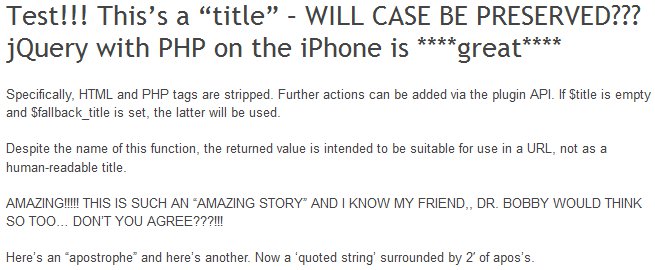 Test!!! This’s a “title” – WILL CASE BE PRESERVED???
jQuery with PHP on the iPhone is ****great****
Specifically, HTML and PHP tags are stripped. Further actions can be added via the plugin API. If $title is empty
and $fallback_title is set, the latter will be used.
Despite the name of this function, the returned value is intended to be suitable for use in a URL, not as a
human-readable title.
AMAZING!!!!! THIS IS SUCH AN “AMAZING STORY” AND I KNOW MY FRIEND,, DR. BOBBY WOULD THINK
SO TOO… DON’T YOU AGREE???!!!
Here’s an “apostrophe” and here’s another. Now a ‘quoted string’ surrounded by 2′ of apos’s.